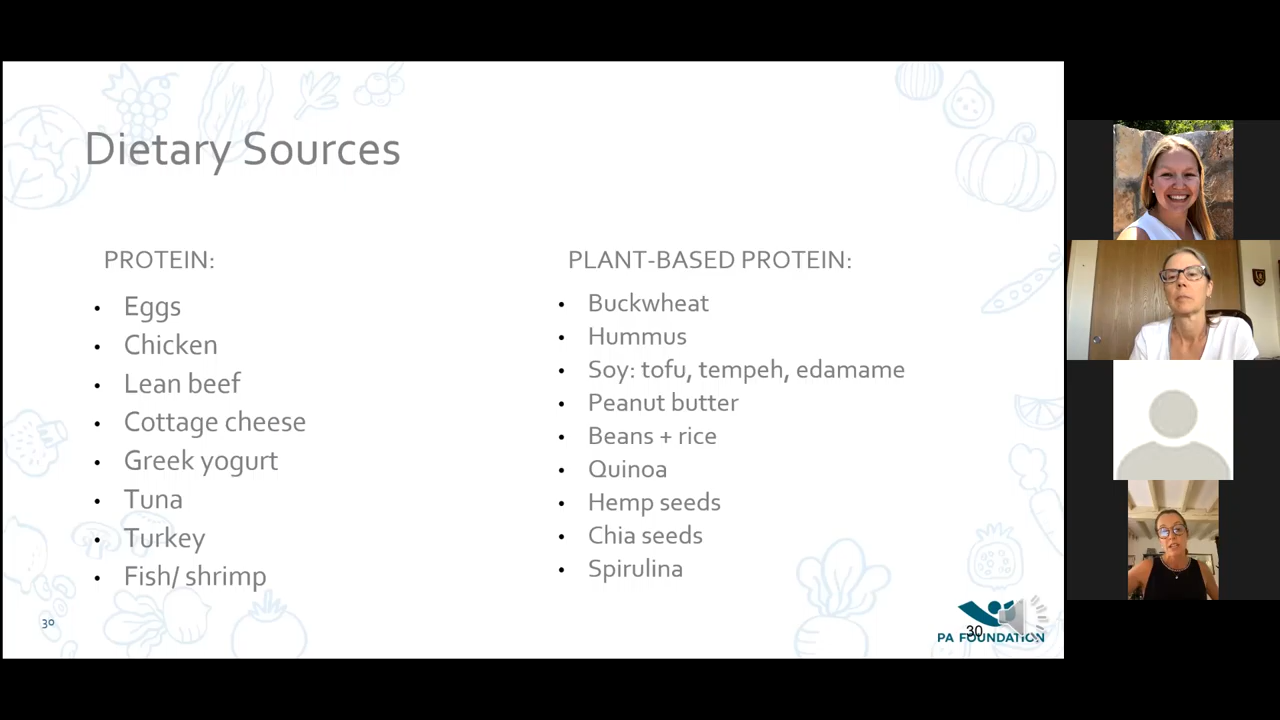 Dietary Sources
PROTEIN:
Eggs
Chicken
Lean beef
Cottage cheese
Greek yogurt
Tuna
Turkey
Fish/ shrimp
PLANT-BASED PROTEIN:
Buckwheat
Hummus
Soy: tofu, tempeh, edamame
Peanut butter
Beans + rice
Quinoa
Hemp seeds
Chia seeds
Spirulina
30
30
PA FOUNDATION